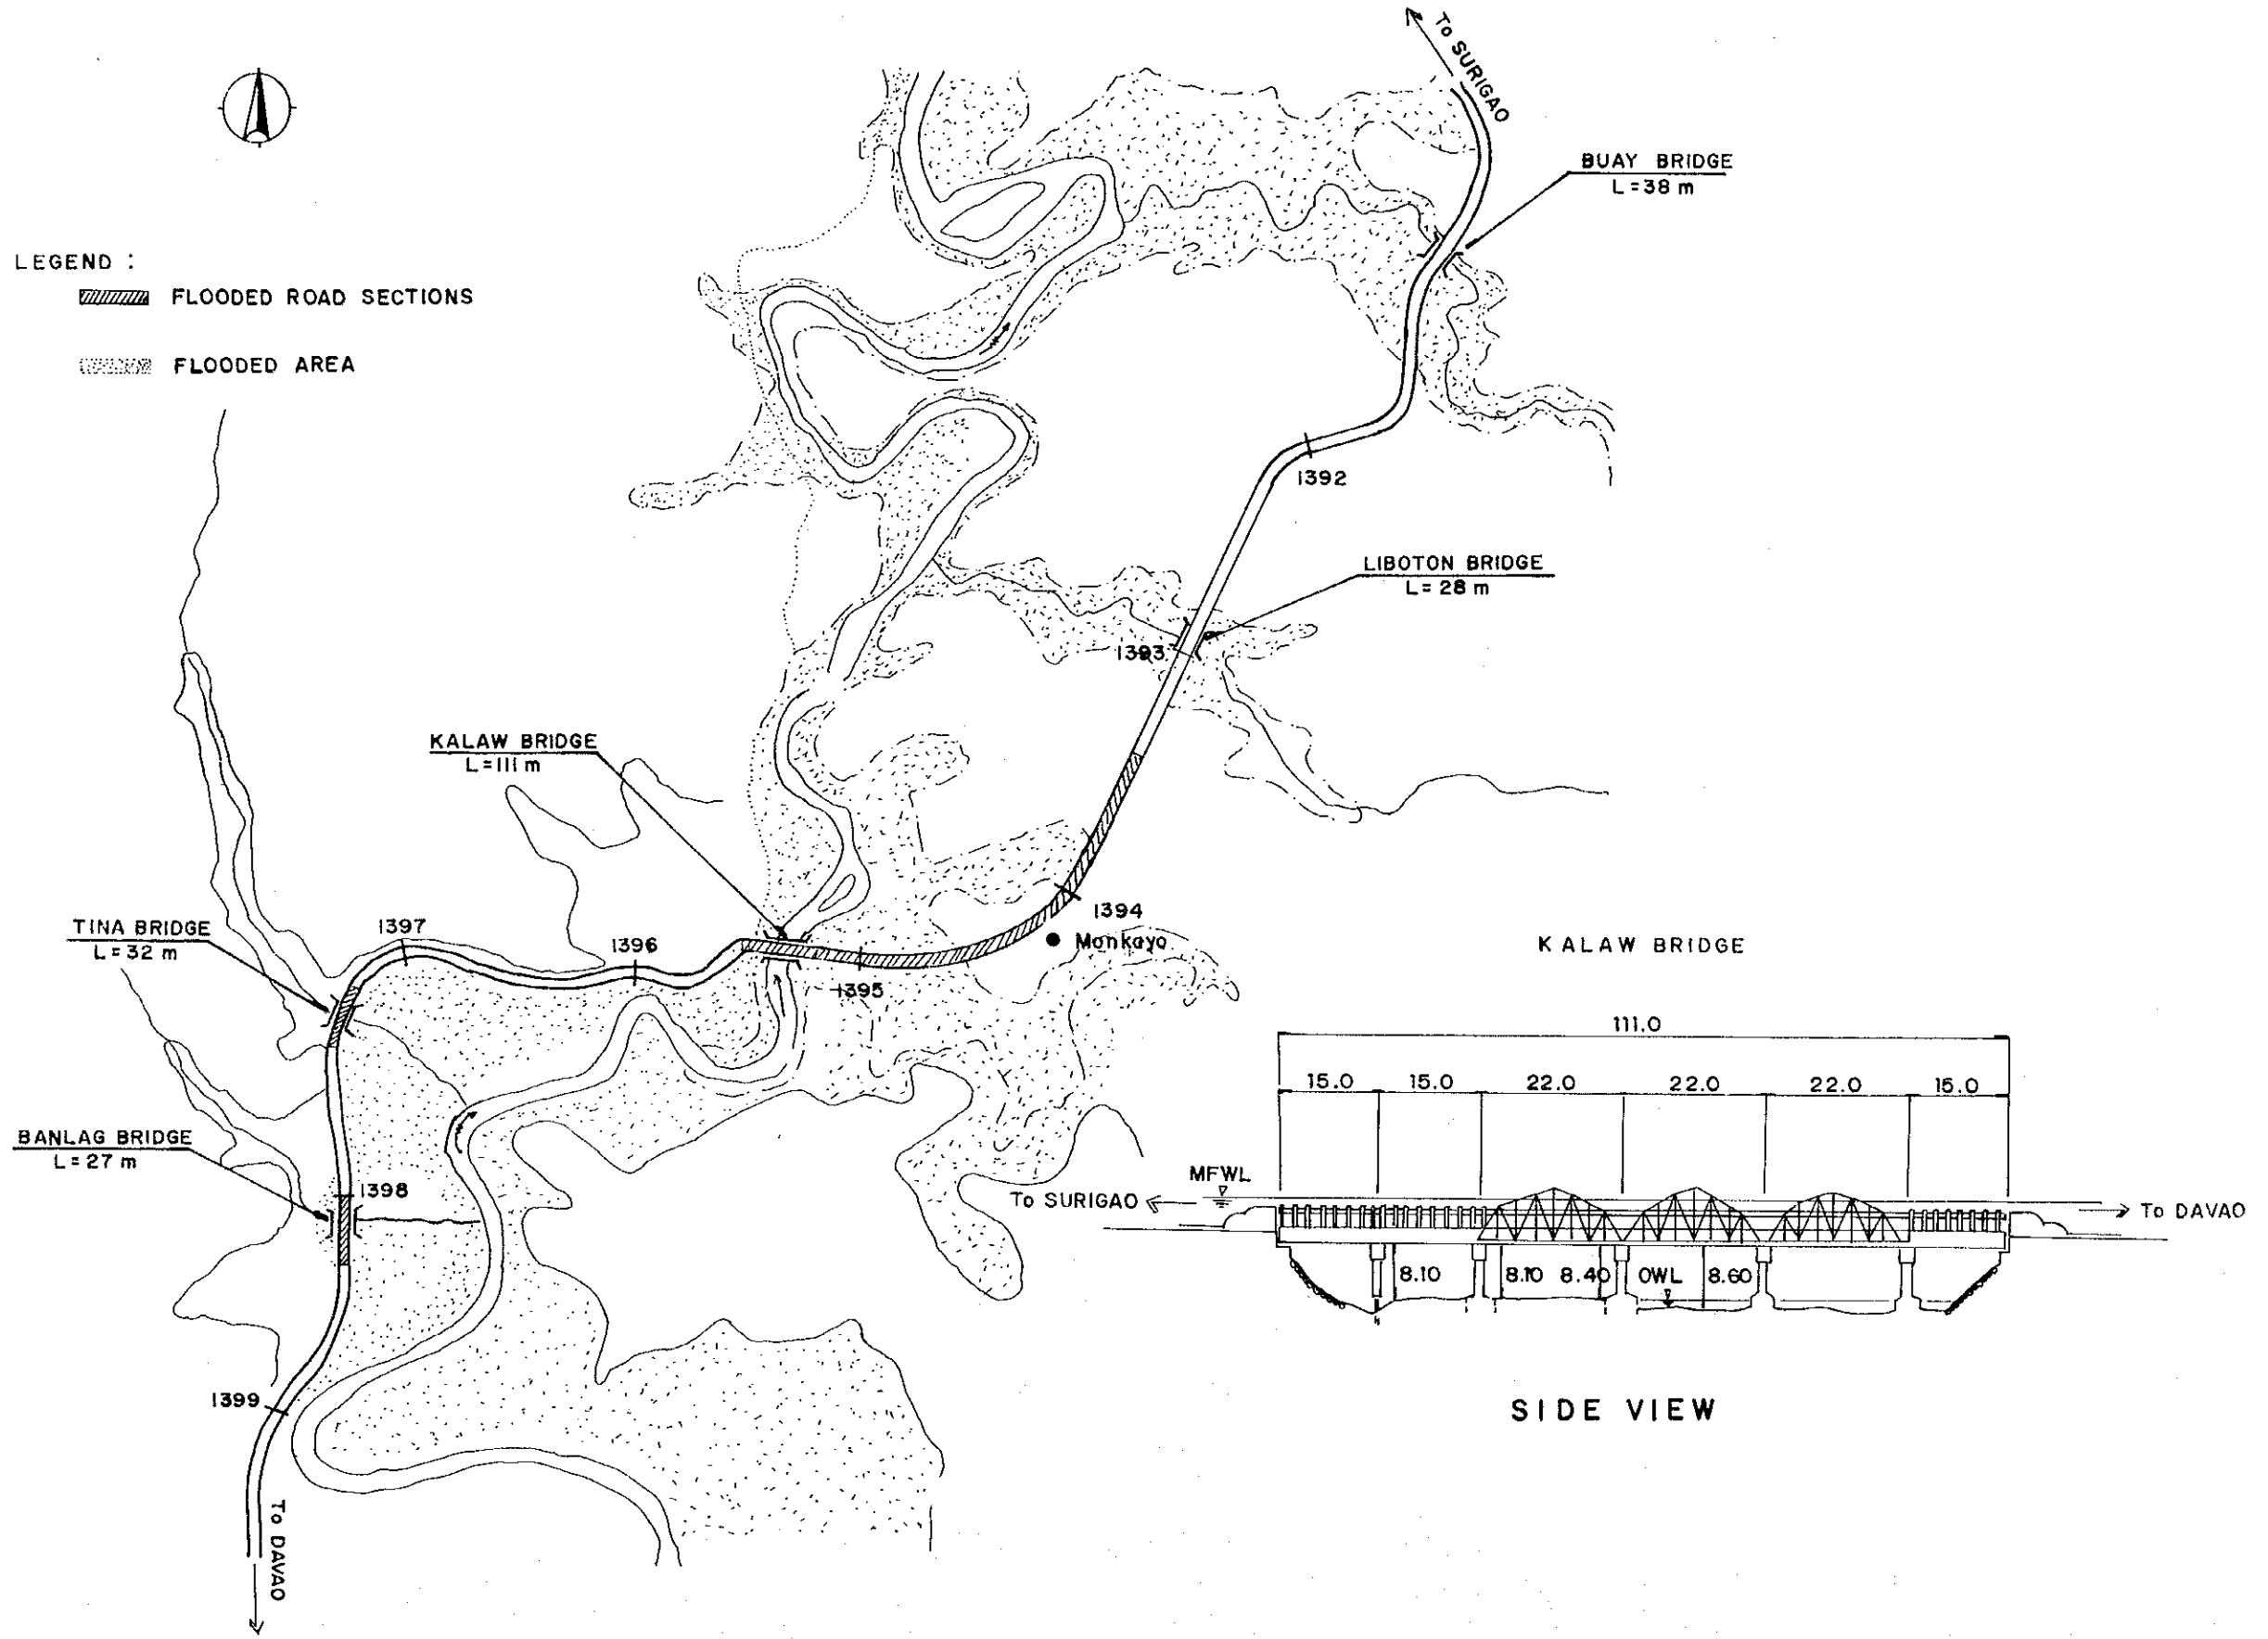 To SURIGAO
BUAY BRIDGE
L=38 m
LEGEND :
FLOODED ROAD SECTIONS
FLOODED AREA
1392
LIBOTON BRIDGE
L= 28 m
1393
KALAW BRIDGE
L=111 m
1394
Monkayo
TINA BRIDGE
L= 32 m
1397
1396
1395
KALAW BRIDGE
111.0
15.0 15.0 22.0 22.0 22.0 15.0
BANLAG BRIDGE
L= 27 m
1398
MFWL
To SURIGAO
To DAVAO
8.10 8.10 8.40 OWL 8.60
1399
SIDE VIEW
To DAVAO